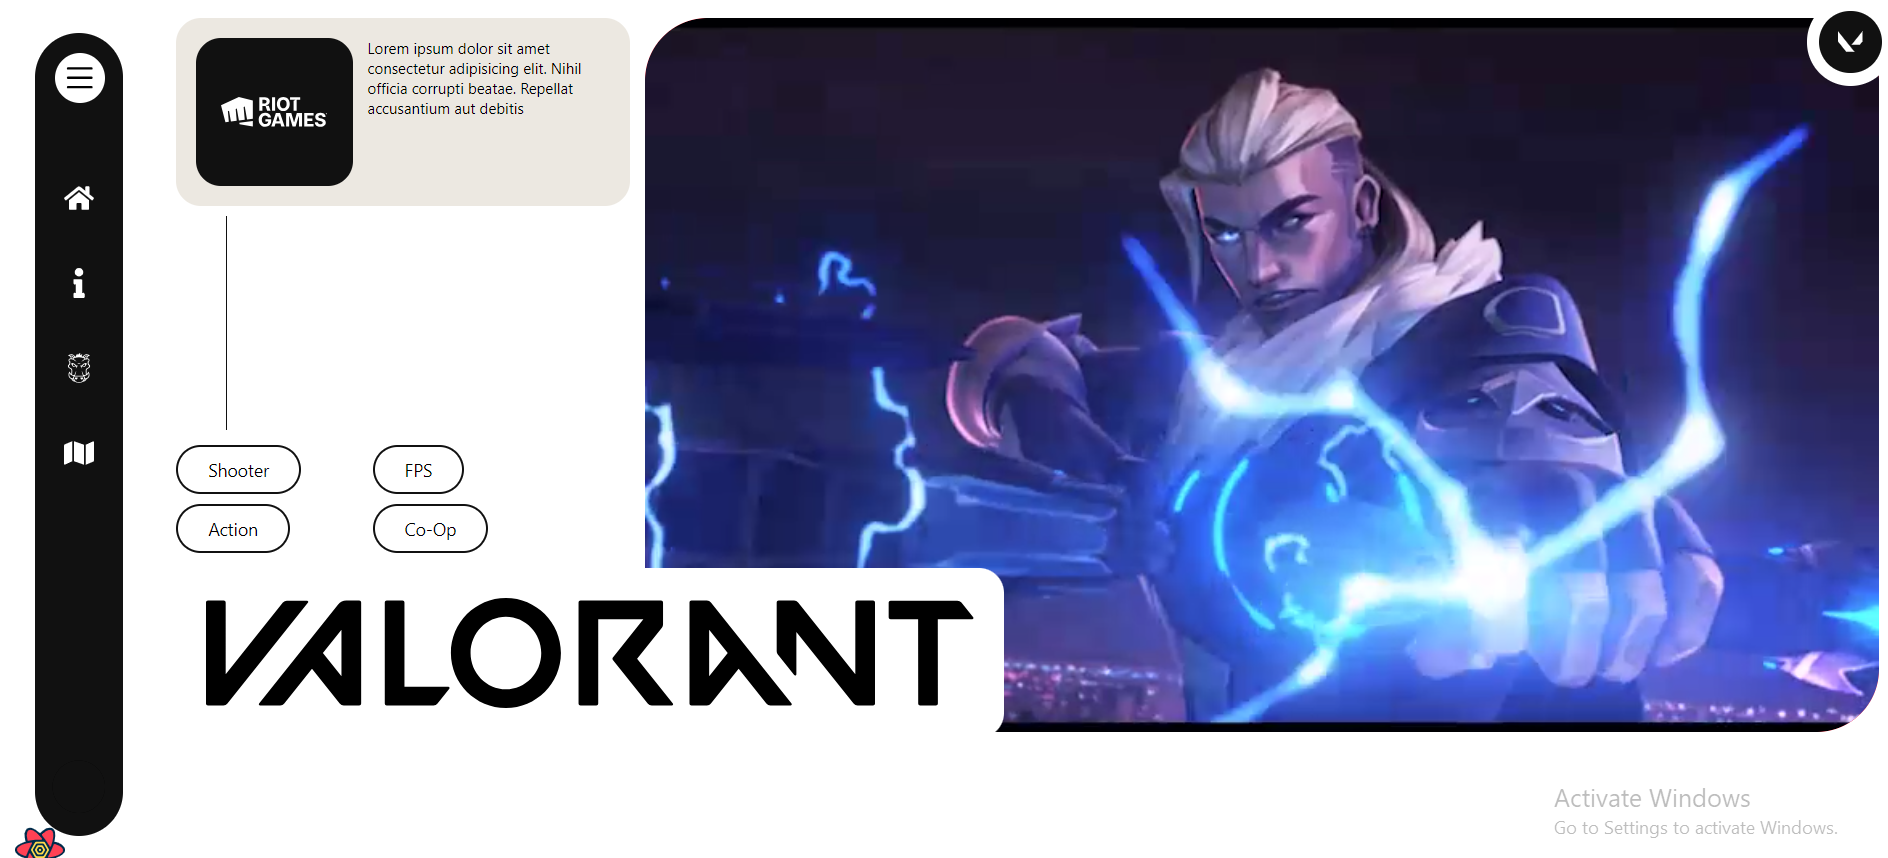 RIOT
GAMES
Lorem ipsum dolor sit amet
consectetur adipisicing elit. Nihil
officia corrupti beatae. Repellat
accusantium aut debitis
Shooter
FPS
Action
Co-Op
VALORANT
Activate Windows
Go to Settings to activate Windows.